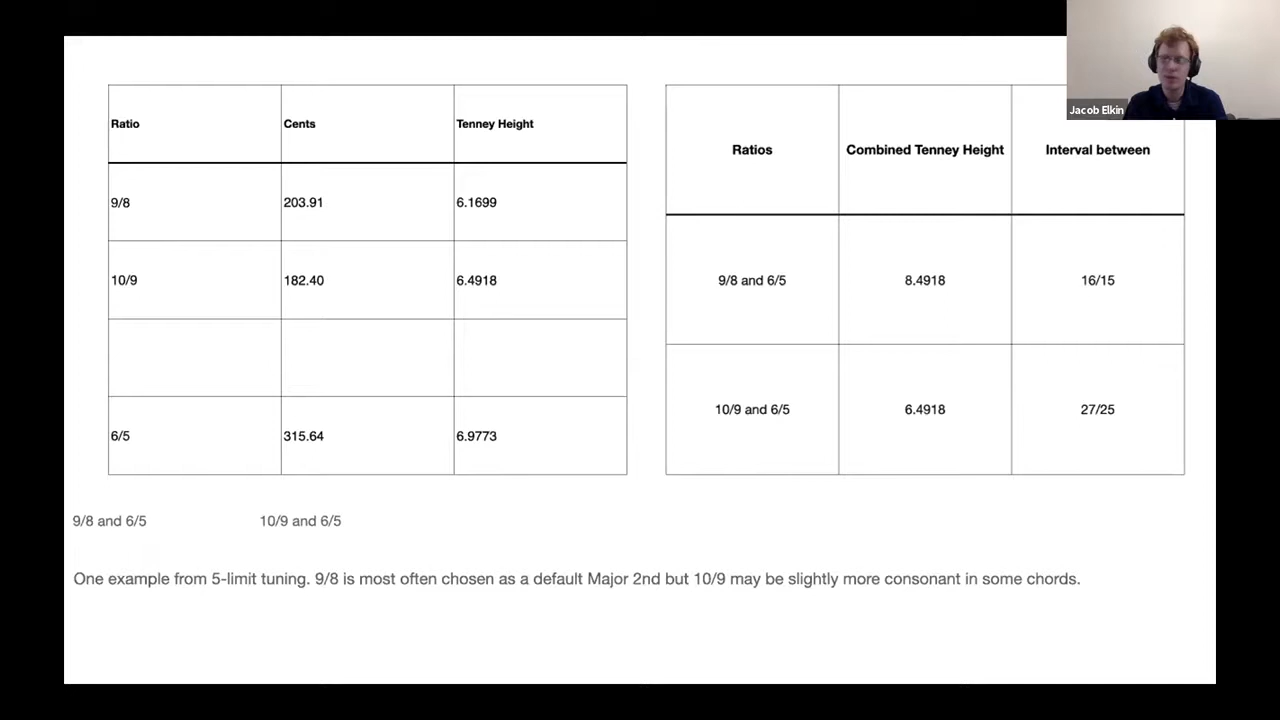 Jacob Elkin
Ratio Cents Tenney Height
9/8 203.91 6.1699
10/9 182.40 6.4918
6/5 315.64 6.9773
Ratios Combined Tenney Height Interval between
9/8 and 6/5 8.4918 16/15
10/9 and 6/5 6.4918 27/25
9/8 and 6/5 10/9 and 6/5
One example from 5-limit tuning. 9/8 is most often chosen as a default Major 2nd but 10/9 may be slightly more consonant in some chords.